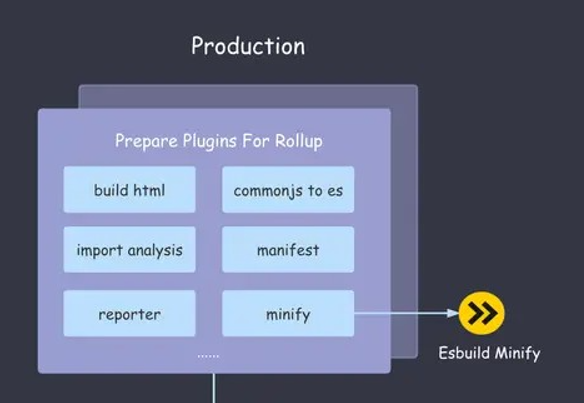 Production
Prepare Plugins For Rollup
build html
commonjs to es
import analysis
manifest
reporter
minify
......
Esbuild Minify